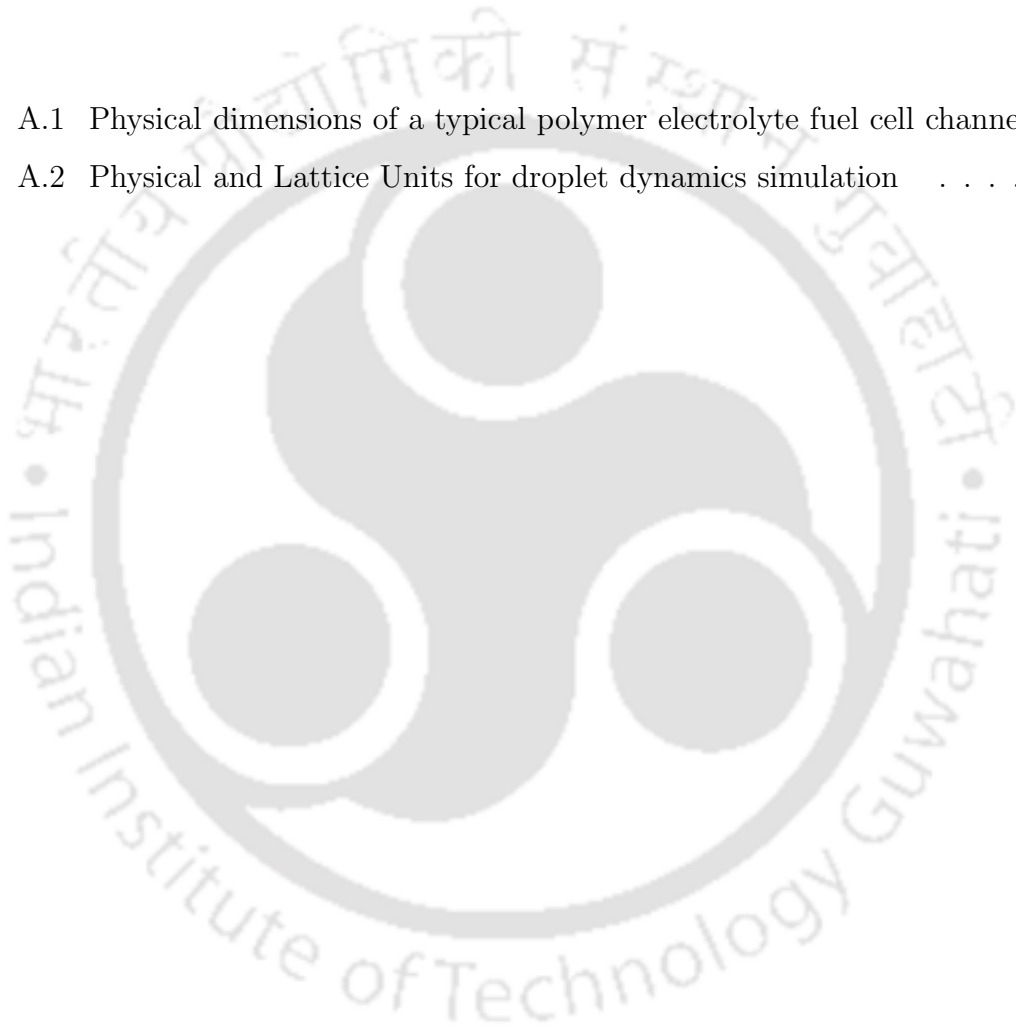 A.1 Physical dimensions of a typical polymer electrolyte fuel cell channe
A.2 Physical and Lattice Units for droplet dynamics simulation . . . .
भारतीय प्रौद्योगिकी संस्थान गुवाहाटी
Indian Institute of Technology Guwahati